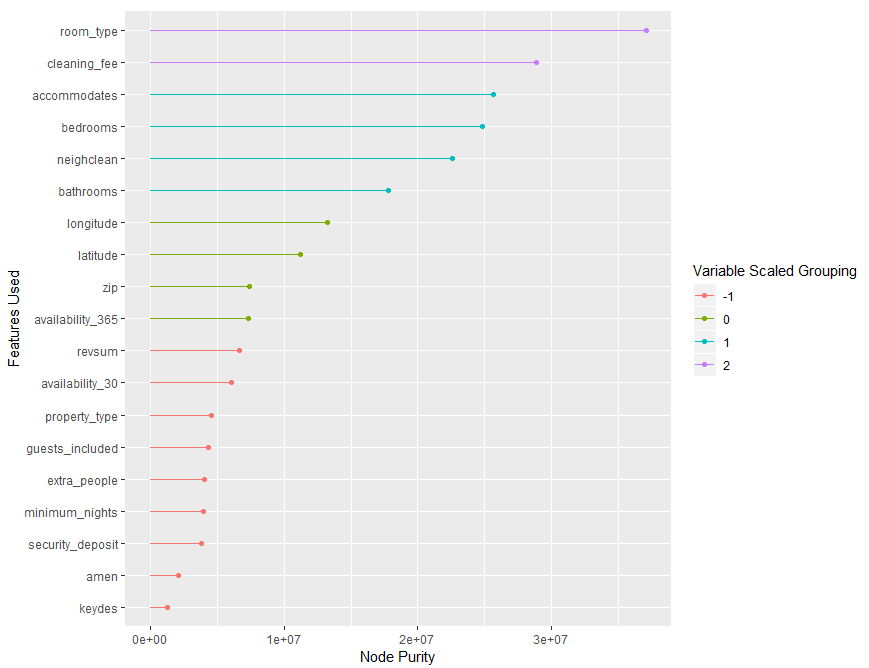 room_type
cleaning_fee
accommodates
bedrooms
neighclean
bathrooms
longitude
latitude
zip
availability_365
revsum
availability_30
property_type
guests_included
extra_people
minimum_nights
security_deposit
amen
keydes
Features Used
0e+00 1e+07 2e+07 3e+07
Node Purity
Variable Scaled Grouping
-1
0
1
2